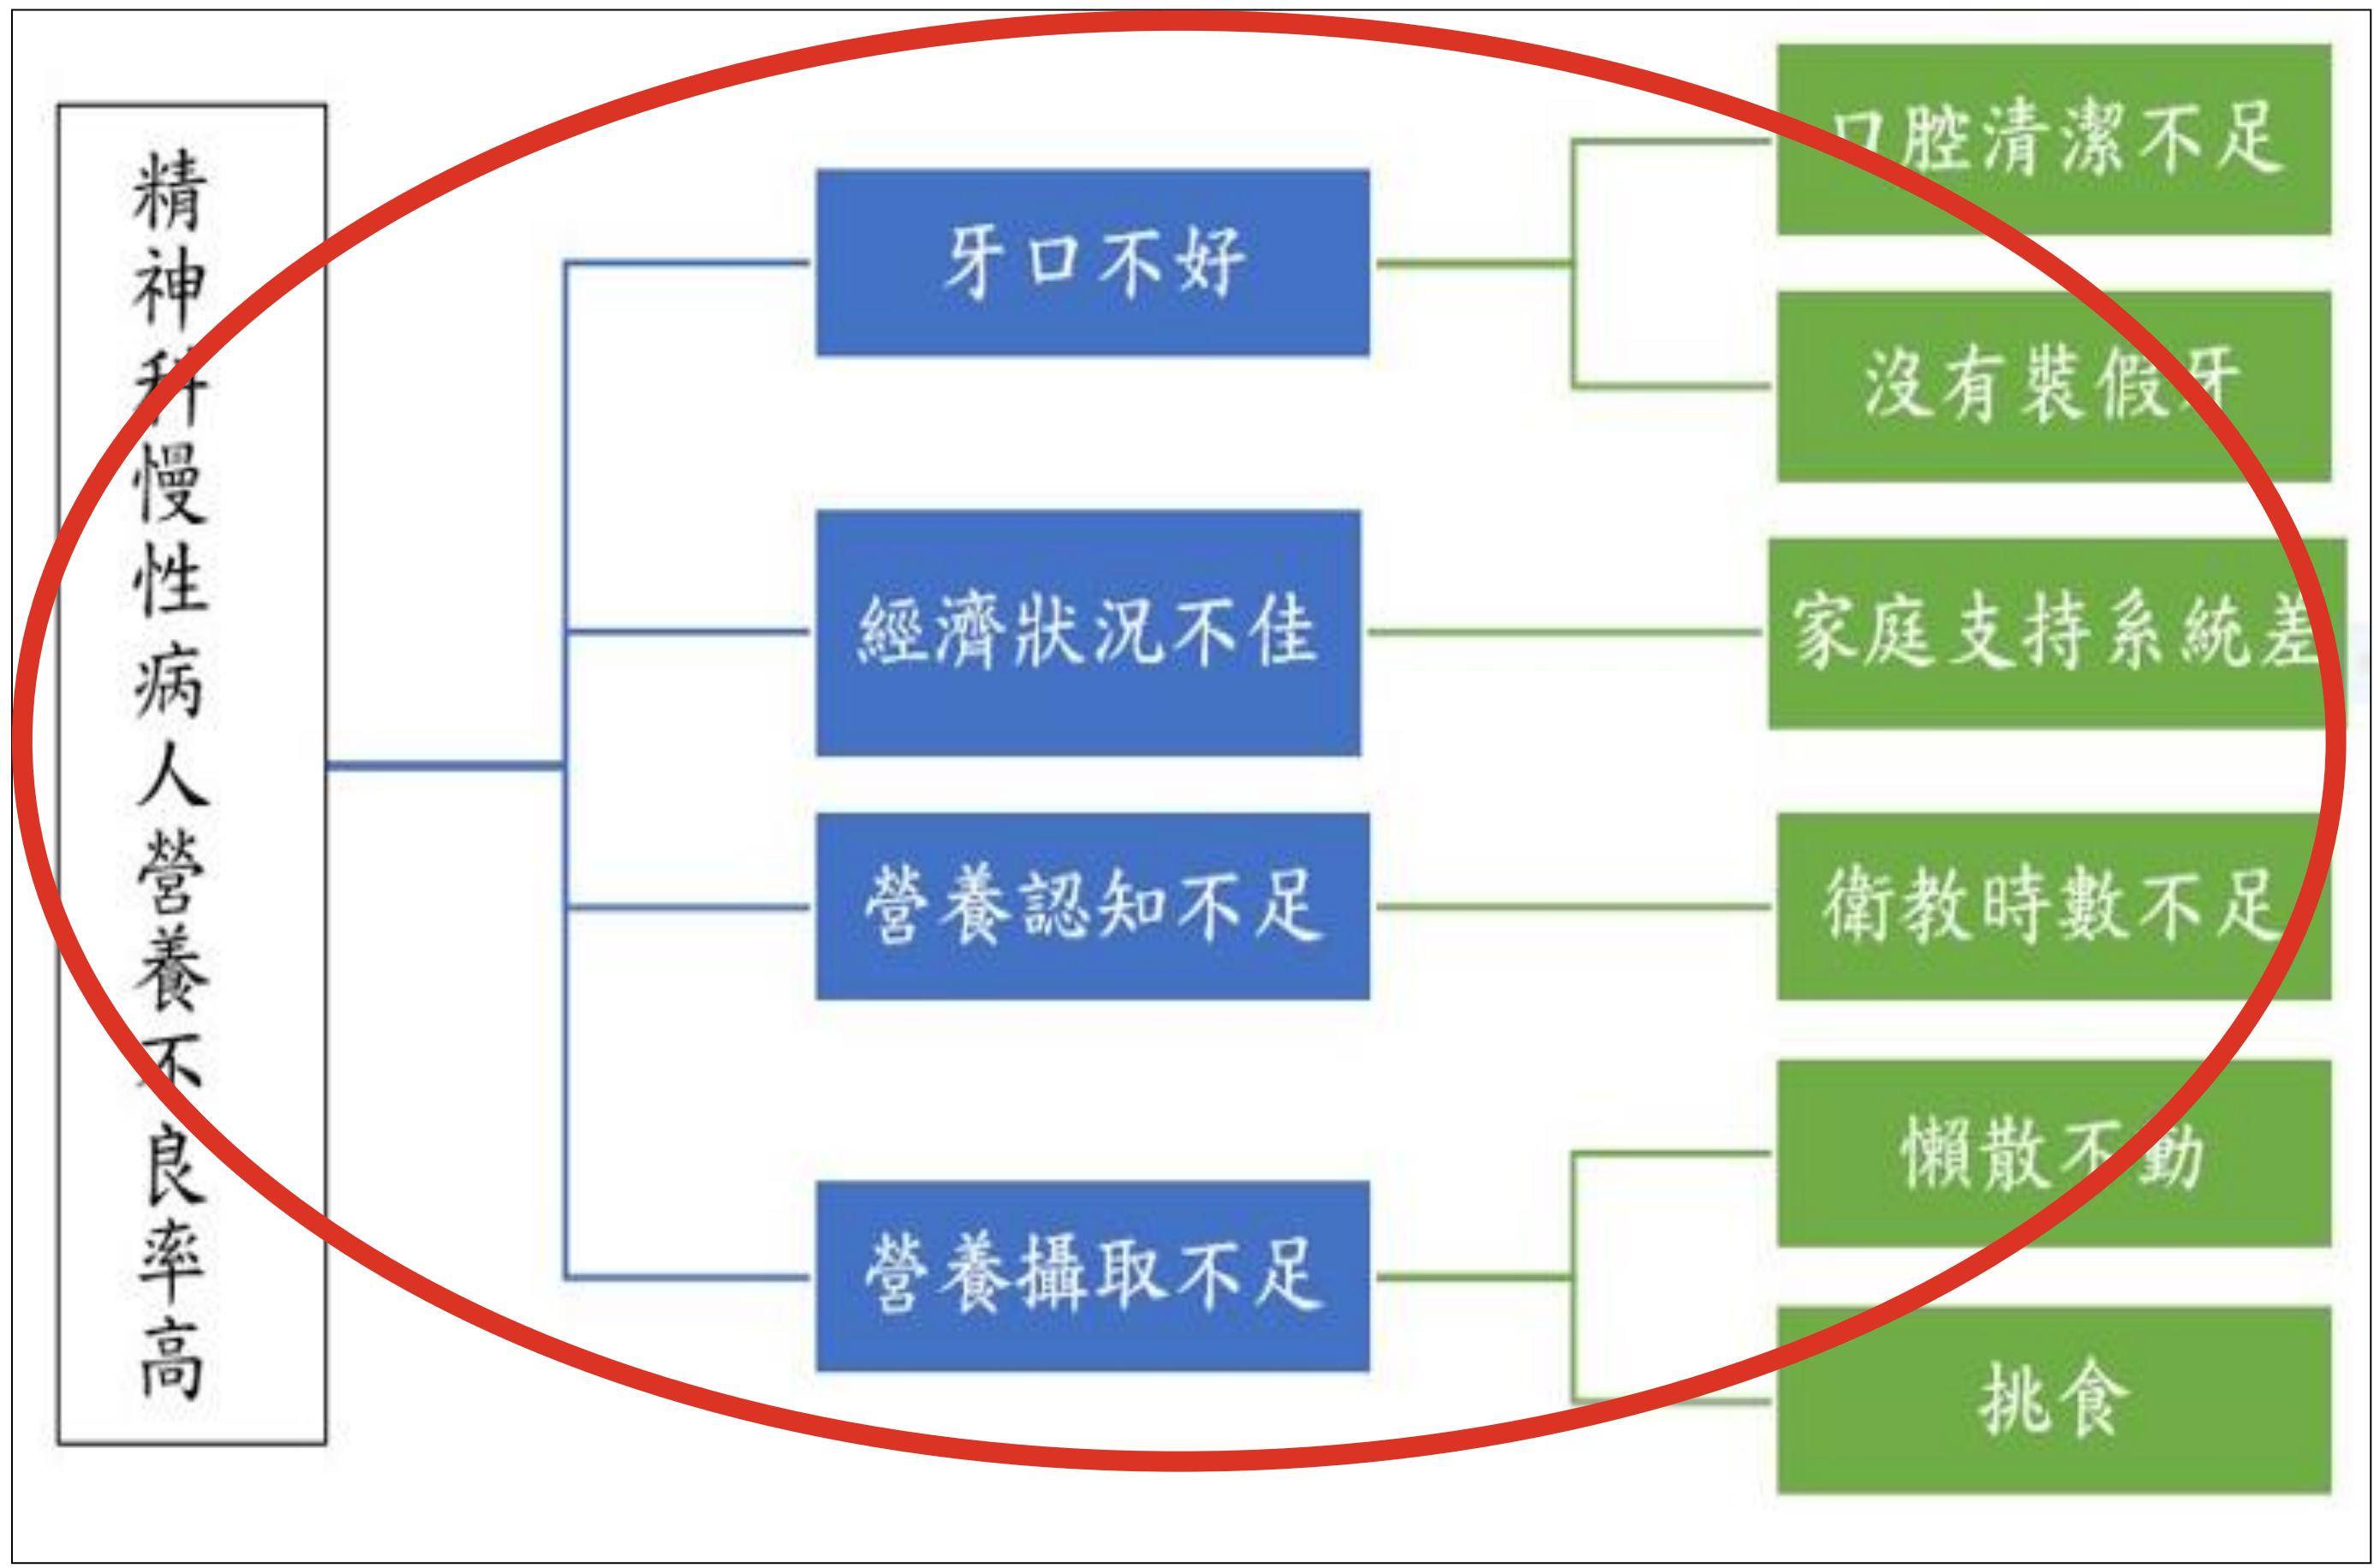 精神科慢性病人營養不良率高
牙口不好
口腔清潔不足
沒有裝假牙
經濟狀況不佳
家庭支持系統差
營養認知不足
衛教時數不足
營養攝取不足
懶散不動
挑食